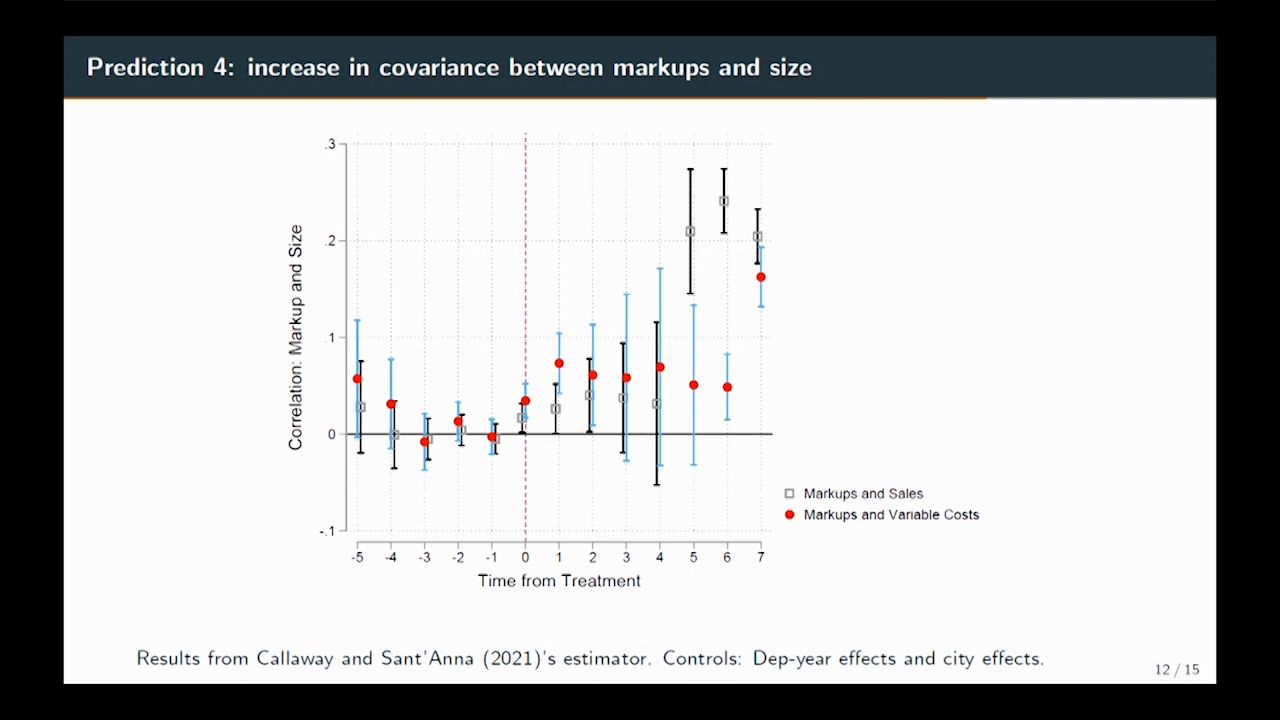 Prediction 4: increase in covariance between markups and size
.3
.2
.1
0
-.1
Correlation: Markup and Size
-5 -4 -3 -2 -1 0 1 2 3 4 5 6 7
Time from Treatment
Markups and Sales
Markups and Variable Costs
Results from Callaway and Sant'Anna (2021)'s estimator. Controls: Dep-year effects and city effects.
12 / 15